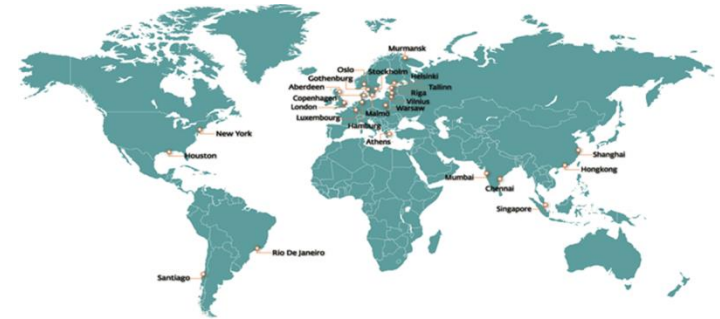 Murmansk
Oslo
Stockholm
Helsinki
Gothenburg
Aberdeen
Tallinn
Riga
Copenhagen
Vilnius
London
Warsaw
Malmö
Luxembourg
Hamburg
Athens
New York
Houston
Shanghai
Hongkong
Mumbai
Chennai
Singapore
Rio De Janeiro
Santiago